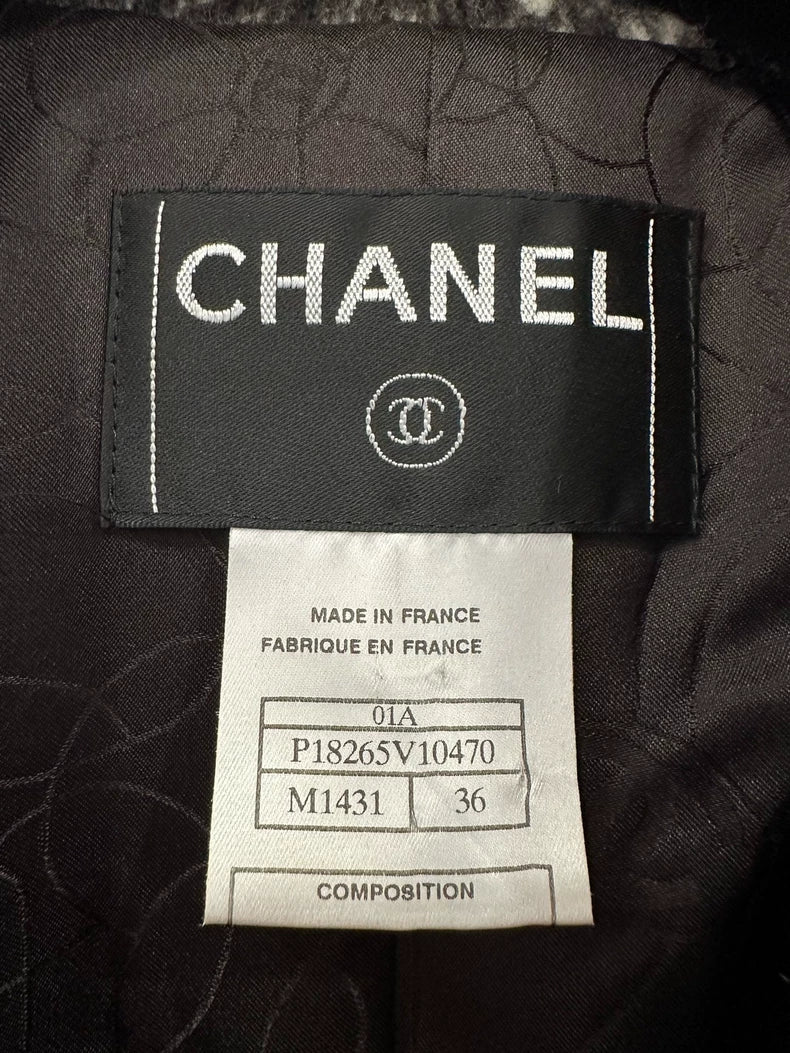 CHANEL
MADE IN FRANCE
FABRIQUE EN FRANCE
01A
P18265V10470
M1431 36
COMPOSITION